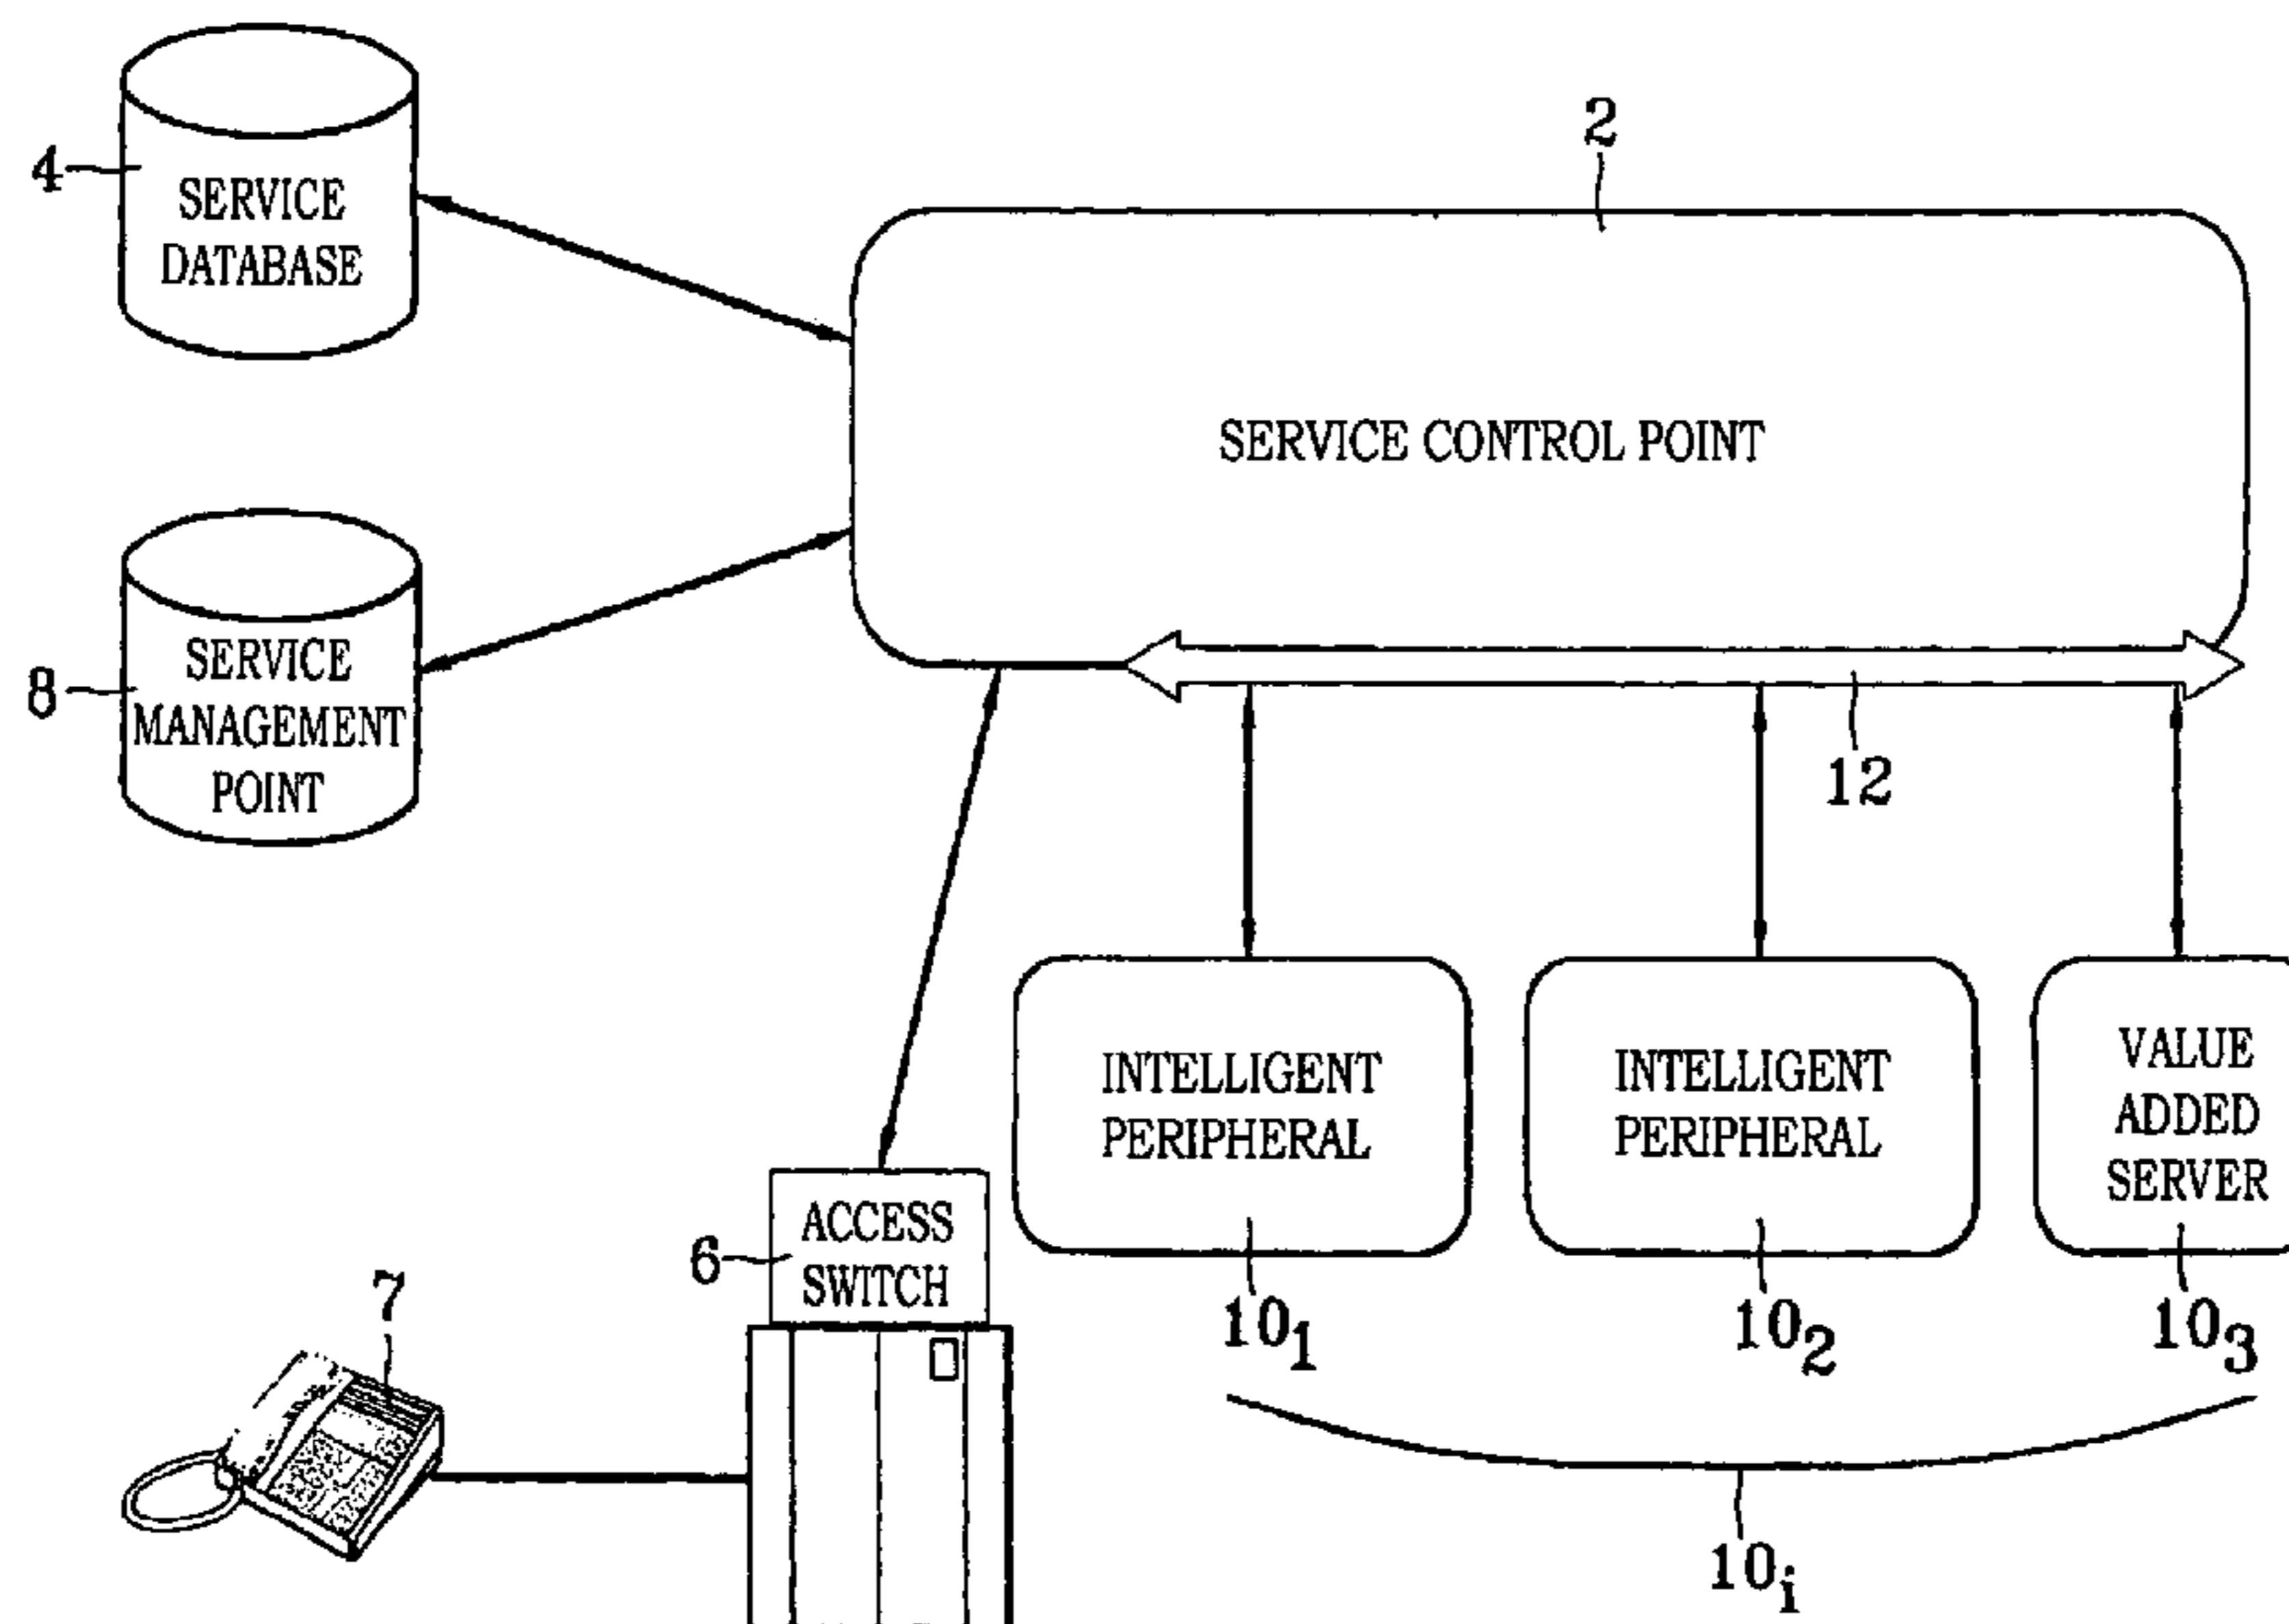 2
4
SERVICE
DATABASE
SERVICE CONTROL POINT
8
SERVICE
MANAGEMENT
POINT
12
INTELLIGENT
PERIPHERAL
INTELLIGENT
PERIPHERAL
VALUE
ADDED
SERVER
6
ACCESS
SWITCH
7
10₁
10₂
10₃
10ᵢ